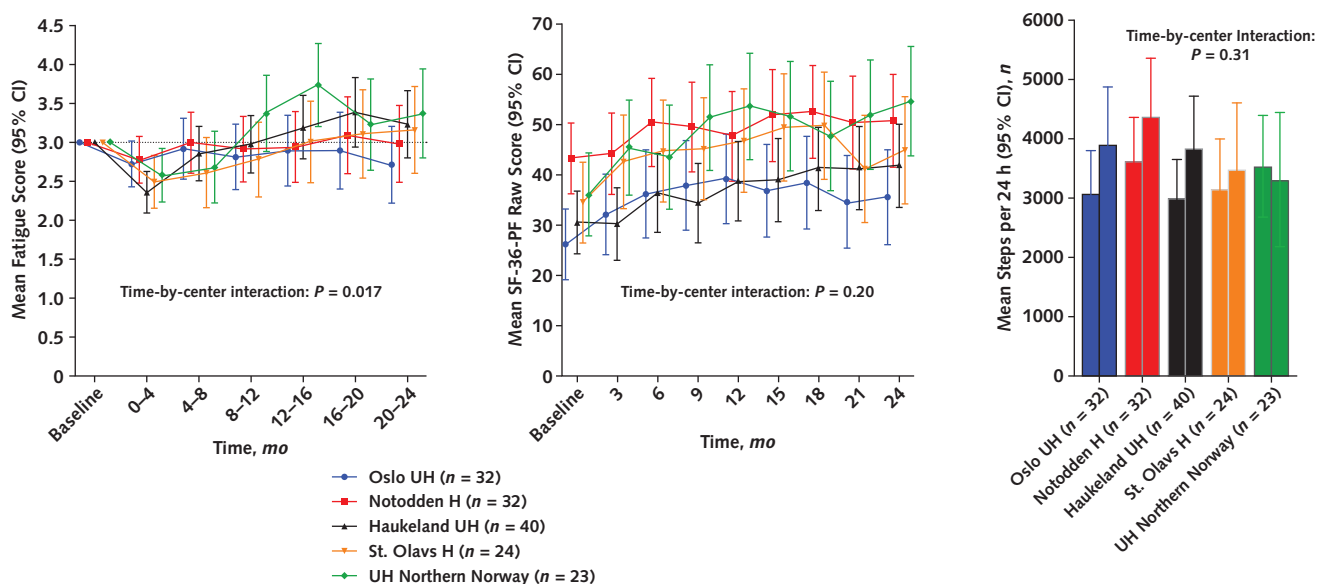 Mean Fatigue Score (95% CI)
4.5
4.0
3.5
3.0
2.5
2.0
1.5
1.0
0.5
0
Time-by-center interaction: P = 0.017
Baseline
0–4
4–8
8–12
12–16
16–20
20–24
Time, mo
Mean SF-36-PF Raw Score (95% CI)
70
60
50
40
30
20
10
0
Time-by-center interaction: P = 0.20
Baseline
3
6
9
12
15
18
21
24
Time, mo
Mean Steps per 24 h (95% CI), n
6000
5000
4000
3000
2000
1000
0
Time-by-center Interaction:
P = 0.31
Oslo UH (n = 32)
Notodden H (n = 32)
Haukeland UH (n = 40)
St. Olavs H (n = 24)
UH Northern Norway (n = 23)
Oslo UH (n = 32)
Notodden H (n = 32)
Haukeland UH (n = 40)
St. Olavs H (n = 24)
UH Northern Norway (n = 23)